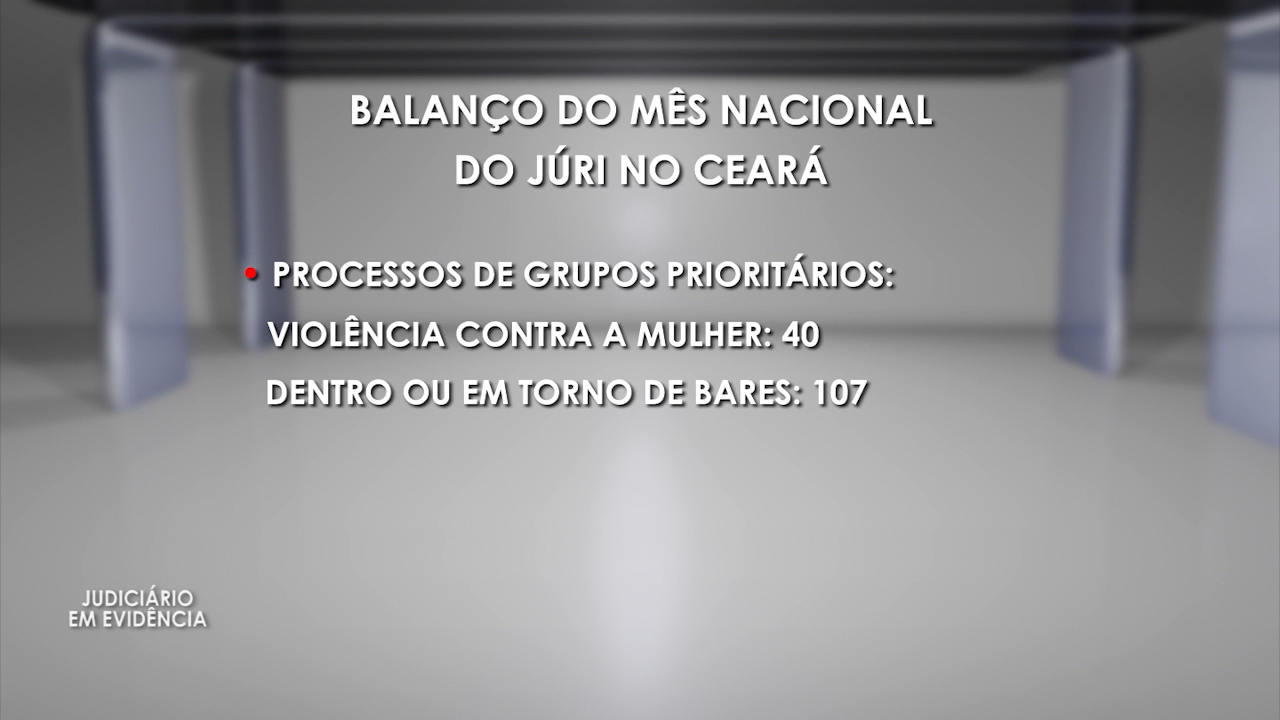 BALANÇO DO MÊS NACIONAL
DO JÚRI NO CEARÁ
• PROCESSOS DE GRUPOS PRIORITÁRIOS:
VIOLÊNCIA CONTRA A MULHER: 40
DENTRO OU EM TORNO DE BARES: 107
JUDICIÁRIO
EM EVIDÊNCIA